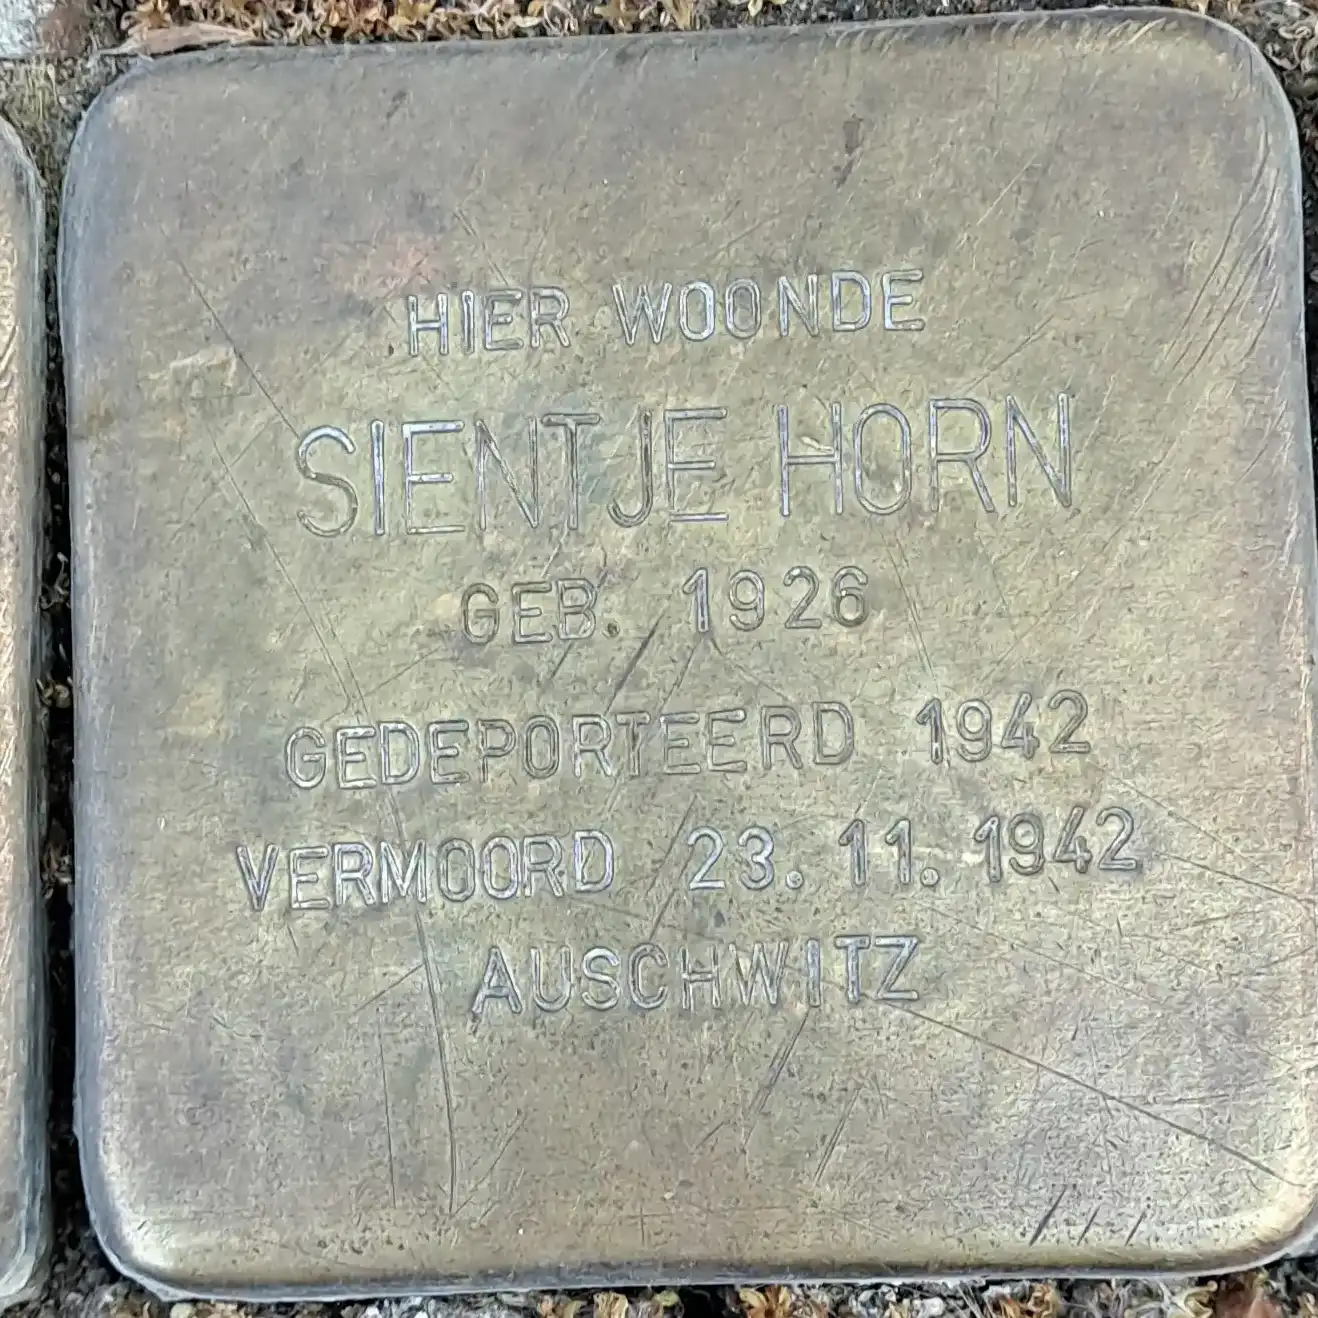 HIER WOONDE
SIENTJE HORN
GEB. 1926
GEDEPORTEERD 1942
VERMOORD 23.11.1942
AUSCHWITZ